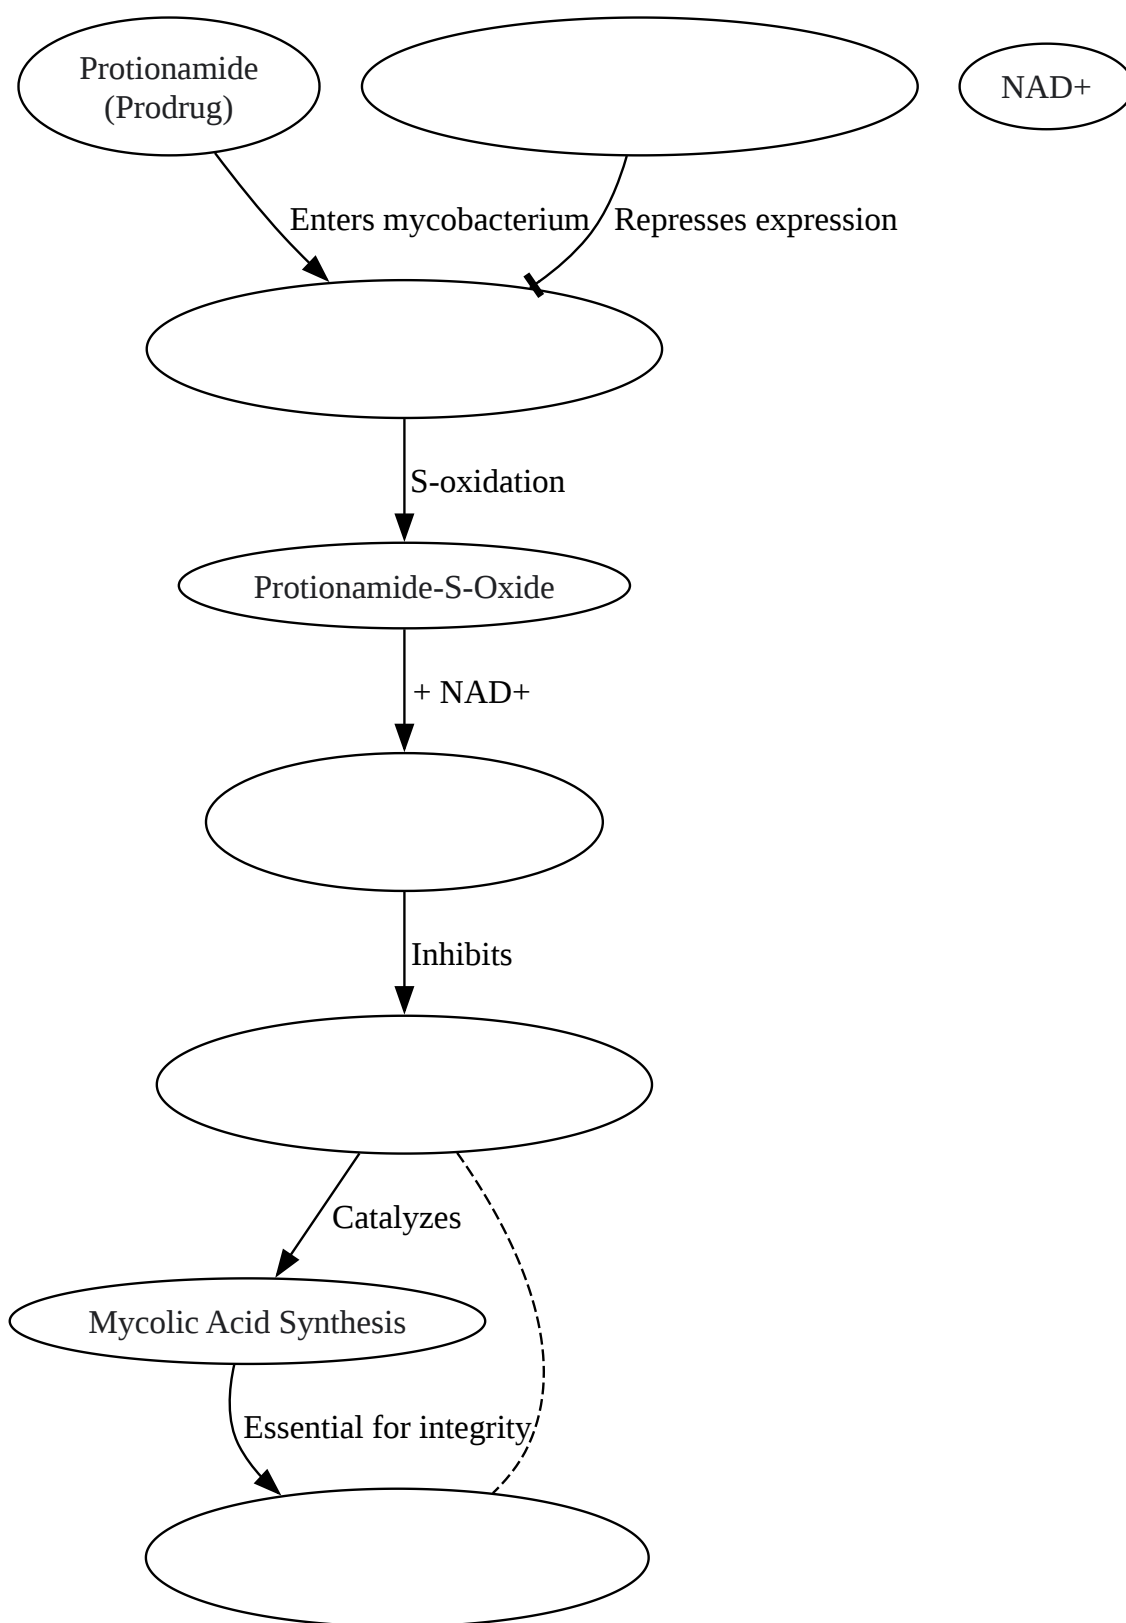 Protionamide
(Prodrug)
NAD+
Enters mycobacterium
Represses expression
S-oxidation
Protionamide-S-Oxide
+ NAD+
Inhibits
Catalyzes
Mycolic Acid Synthesis
Essential for integrity